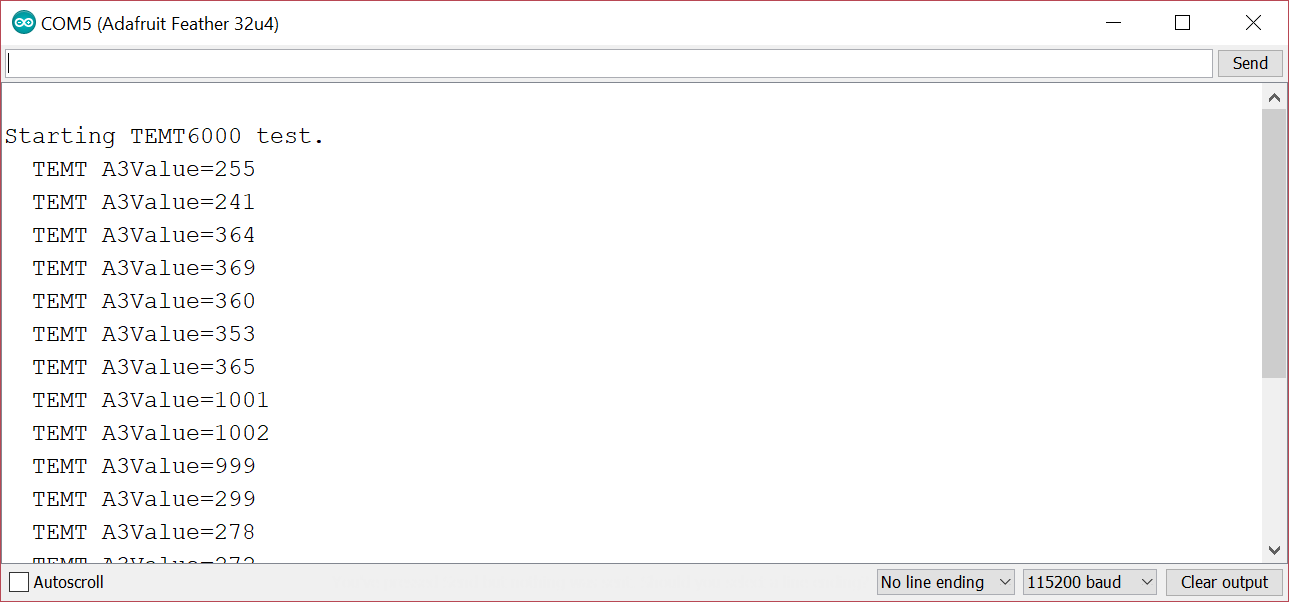 COM5 (Adafruit Feather 32u4)
Send
Starting TEMT6000 test.
TEMT A3Value=255
TEMT A3Value=241
TEMT A3Value=364
TEMT A3Value=369
TEMT A3Value=360
TEMT A3Value=353
TEMT A3Value=365
TEMT A3Value=1001
TEMT A3Value=1002
TEMT A3Value=999
TEMT A3Value=299
TEMT A3Value=278
TEMT
Autoscroll
No line ending
115200 baud
Clear output